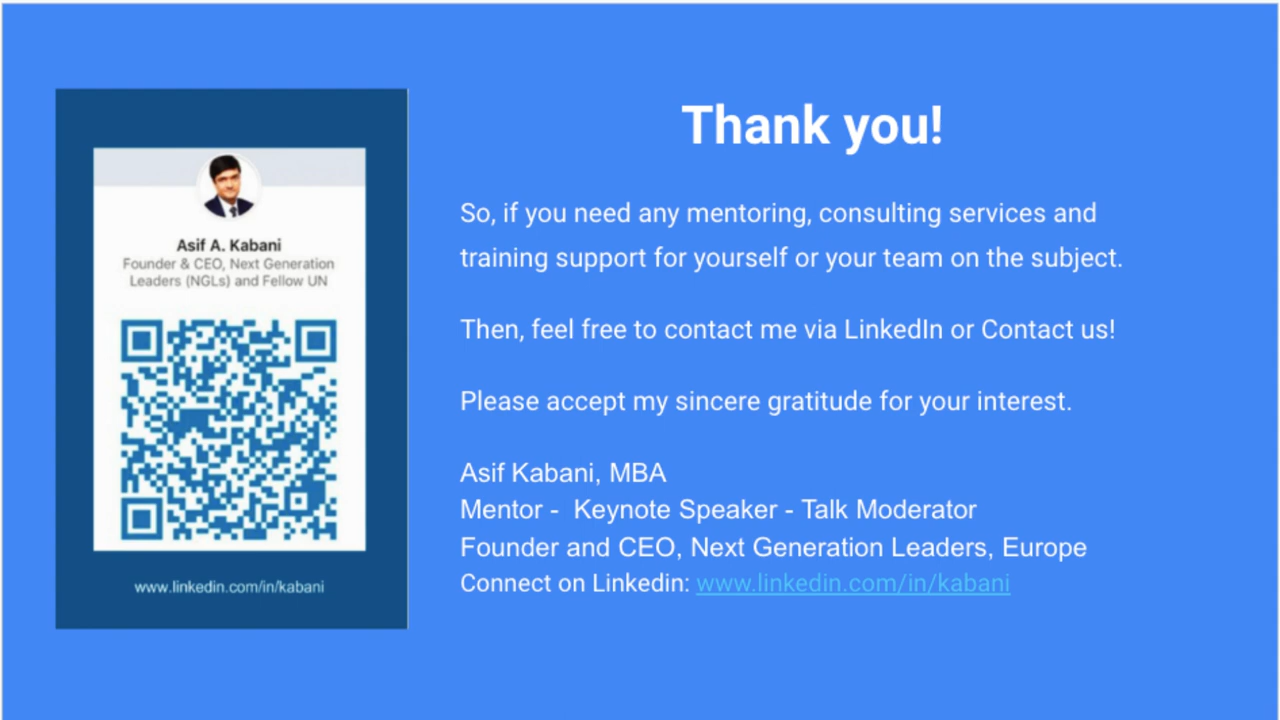 Asif A. Kabani
Founder & CEO, Next Generation
Leaders (NGLs) and Fellow UN
www.linkedin.com/in/kabani
Thank you!
So, if you need any mentoring, consulting services and
training support for yourself or your team on the subject.
Then, feel free to contact me via LinkedIn or Contact us!
Please accept my sincere gratitude for your interest.
Asif Kabani, MBA
Mentor -  Keynote Speaker - Talk Moderator
Founder and CEO, Next Generation Leaders, Europe
Connect on Linkedin: www.linkedin.com/in/kabani